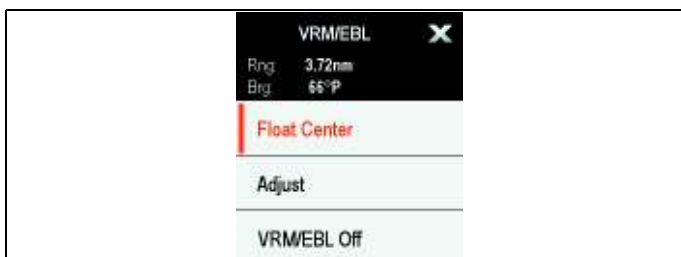 VRM/EBL X
Rng: 3.72nm
Brg: 66°P
Float Center
Adjust
VRM/EBL Off